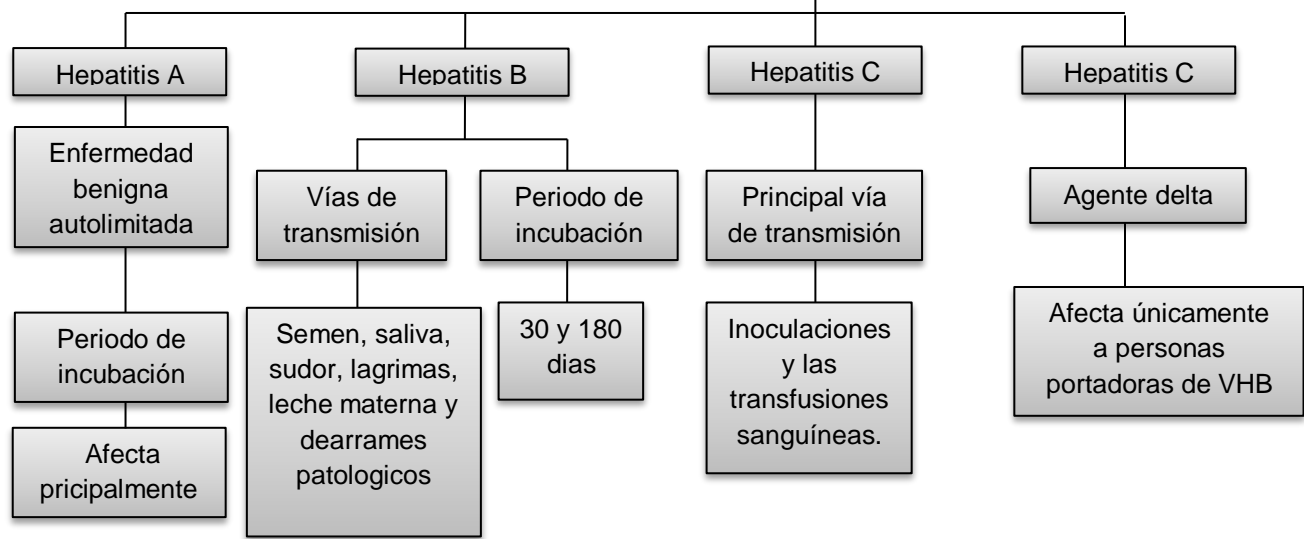 Hepatitis A
Enfermedad
benigna
autolimitada
Periodo de
incubación
Afecta
pricipalmente
Hepatitis B
Vías de
transmisión
Semen, saliva,
sudor, lagrimas,
leche materna y
dearrames
patologicos
Periodo de
incubación
30 y 180
dias
Hepatitis C
Principal vía
de transmisión
Inoculaciones
y las
transfusiones
sanguíneas.
Hepatitis C
Agente delta
Afecta únicamente
a personas
portadoras de VHB